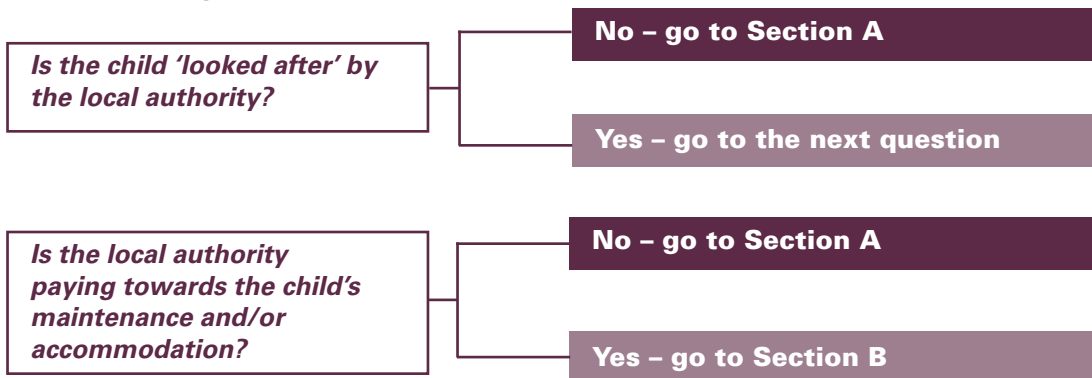 Is the child ‘looked after’ by
the local authority?
No – go to Section A
Yes – go to the next question
Is the local authority
paying towards the child’s
maintenance and/or
accommodation?
No – go to Section A
Yes – go to Section B